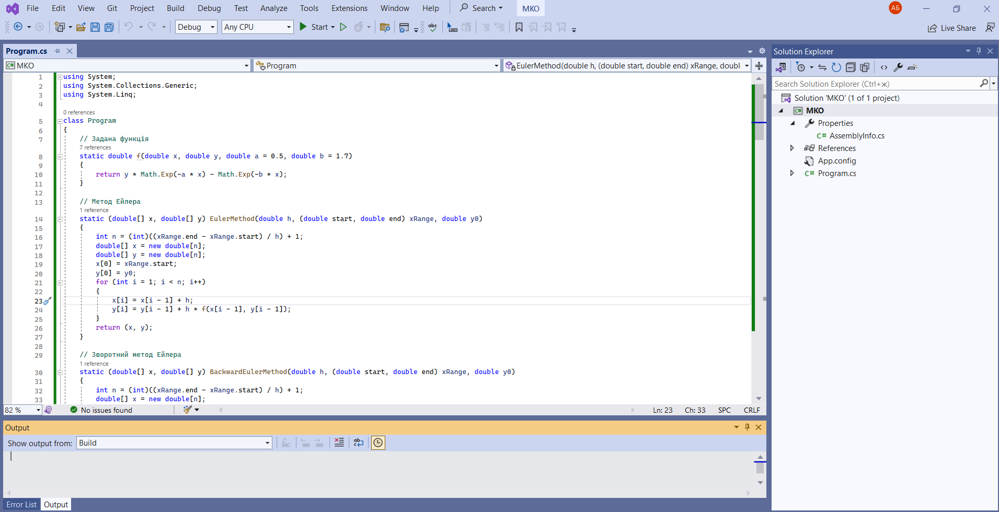 File Edit View Git Project Build Debug Test Analyze Tools Extensions Window Help Search MKO АБ
Debug Any CPU Start Live Share
Program.cs
MKO Program EulerMethod(double h, (double start, double end) xRange, doubl
1 using System;
2 using System.Collections.Generic;
3 using System.Linq;
4
0 references
5 class Program
6 {
7 // Задана функція
7 references
8 static double f(double x, double y, double a = 0.5, double b = 1.7)
9 {
10 return y * Math.Exp(-a * x) - Math.Exp(-b * x);
11 }
12
13 // Метод Ейлера
1 reference
14 static (double[] x, double[] y) EulerMethod(double h, (double start, double end) xRange, double y0)
15 {
16 int n = (int)((xRange.end - xRange.start) / h) + 1;
17 double[] x = new double[n];
18 double[] y = new double[n];
19 x[0] = xRange.start;
20 y[0] = y0;
21 for (int i = 1; i < n; i++)
22 {
23 x[i] = x[i - 1] + h;
24 y[i] = y[i - 1] + h * f(x[i - 1], y[i - 1]);
25 }
26 return (x, y);
27 }
28
29 // Зворотний метод Ейлера
1 reference
30 static (double[] x, double[] y) BackwardEulerMethod(double h, (double start, double end) xRange, double y0)
31 {
32 int n = (int)((xRange.end - xRange.start) / h) + 1;
33 double[] x = new double[n];
82 % No issues found Ln: 23 Ch: 33 SPC CRLF
Output
Show output from: Build
Error List Output
Solution Explorer
Search Solution Explorer (Ctrl+ж)
Solution 'MKO' (1 of 1 project)
C# MKO
Properties
C# AssemblyInfo.cs
References
App.config
C# Program.cs